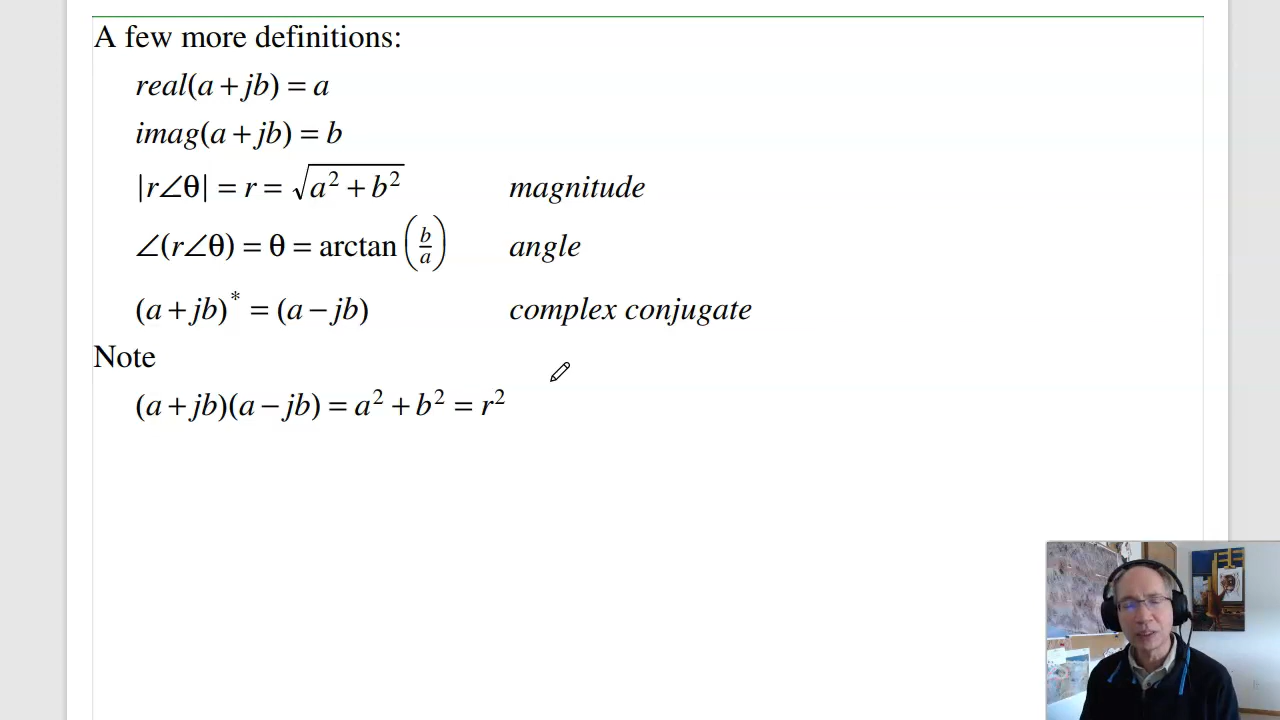 A few more definitions:
real(a + jb) = a
imag(a + jb) = b
|r∠θ| = r = √(a² + b²) magnitude
∠(r∠θ) = θ = arctan(b/a) angle
(a + jb)* = (a − jb) complex conjugate
Note
(a + jb)(a − jb) = a² + b² = r²